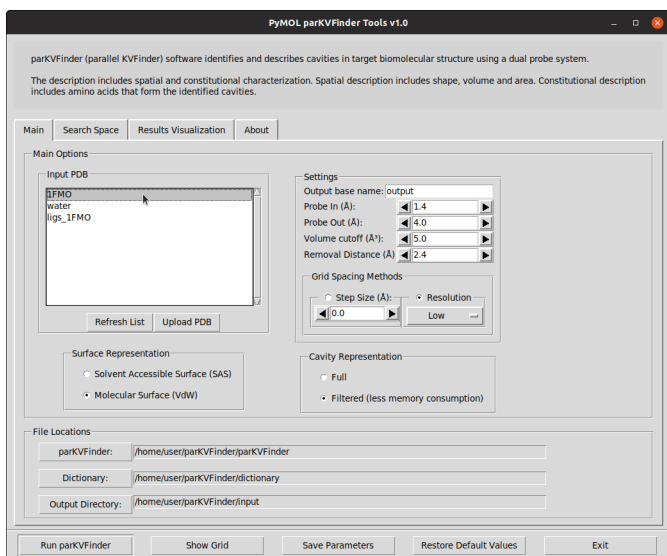 PyMOL parKVFinder Tools v1.0
parKVFinder (parallel KVFinder) software identifies and describes cavities in target biomolecular structure using a dual probe system.
The description includes spatial and constitutional characterization. Spatial description includes shape, volume and area. Constitutional description
includes amino acids that form the identified cavities.
Main Search Space Results Visualization About
Main Options
Input PDB
1FMO
water
ligs_1FMO
Refresh List Upload PDB
Settings
Output base name: output
Probe In (Å): 1.4
Probe Out (Å): 4.0
Volume cutoff (Å³): 5.0
Removal Distance (Å) 2.4
Grid Spacing Methods
Step Size (Å): Resolution
0.0 Low
Surface Representation
Solvent Accessible Surface (SAS)
Molecular Surface (VdW)
Cavity Representation
Full
Filtered (less memory consumption)
File Locations
parKVFinder: /home/user/parKVFinder/parKVFinder
Dictionary: /home/user/parKVFinder/dictionary
Output Directory: /home/user/parKVFinder/input
Run parKVFinder Show Grid Save Parameters Restore Default Values Exit